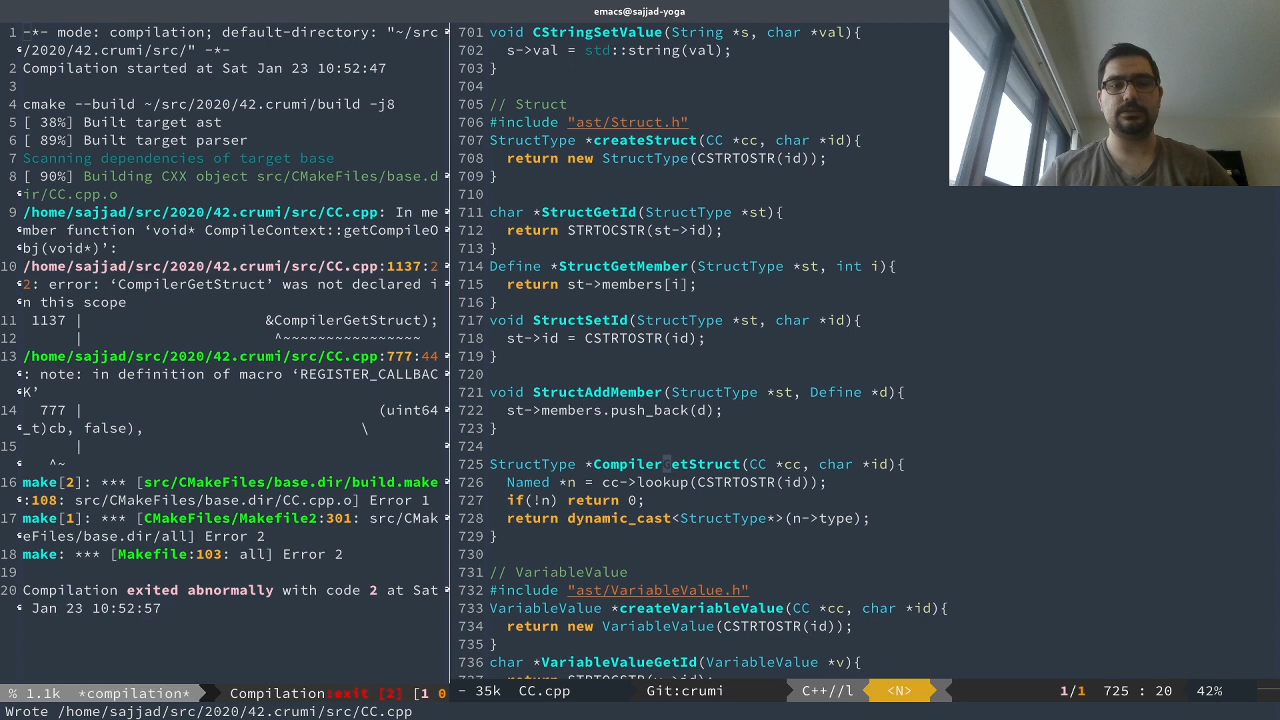 emacs@sajjad-yoga
1 -*- mode: compilation; default-directory: "~/src
/2020/42.crumi/src/" -*-
2 Compilation started at Sat Jan 23 10:52:47
3
4 cmake --build ~/src/2020/42.crumi/build -j8
5 [ 38%] Built target ast
6 [ 89%] Built target parser
7 Scanning dependencies of target base
8 [ 90%] Building CXX object src/CMakeFiles/base.d
ir/CC.cpp.o
9 /home/sajjad/src/2020/42.crumi/src/CC.cpp: In me
mber function ‘void* CompileContext::getCompileO
bj(void*)’:
10 /home/sajjad/src/2020/42.crumi/src/CC.cpp:1137:2
2: error: ‘CompilerGetStruct’ was not declared i
n this scope
11 1137 | &CompilerGetStruct);
12 | ^~~~~~~~~~~~~~~~~
13 /home/sajjad/src/2020/42.crumi/src/CC.cpp:777:44
: note: in definition of macro ‘REGISTER_CALLBAC
K’
14 777 | (uint64
_t)cb, false), \
15 |
^~
16 make[2]: *** [src/CMakeFiles/base.dir/build.make
:108: src/CMakeFiles/base.dir/CC.cpp.o] Error 1
17 make[1]: *** [CMakeFiles/Makefile2:301: src/CMak
eFiles/base.dir/all] Error 2
18 make: *** [Makefile:103: all] Error 2
19
20 Compilation exited abnormally with code 2 at Sat
Jan 23 10:52:57
% 1.1k *compilation* Compilation:exit [2] [1 0
701 void CStringSetValue(String *s, char *val){
702 s->val = std::string(val);
703 }
704
705 // Struct
706 #include "ast/Struct.h"
707 StructType *createStruct(CC *cc, char *id){
708 return new StructType(CSTRTOSTR(id));
709 }
710
711 char *StructGetId(StructType *st){
712 return STRTOCSTR(st->id);
713 }
714 Define *StructGetMember(StructType *st, int i){
715 return st->members[i];
716 }
717 void StructSetId(StructType *st, char *id){
718 st->id = CSTRTOSTR(id);
719 }
720
721 void StructAddMember(StructType *st, Define *d){
722 st->members.push_back(d);
723 }
724
725 StructType *CompilerGetStruct(CC *cc, char *id){
726 Named *n = cc->lookup(CSTRTOSTR(id));
727 if(!n) return 0;
728 return dynamic_cast<StructType*>(n->type);
729 }
730
731 // VariableValue
732 #include "ast/VariableValue.h"
733 VariableValue *createVariableValue(CC *cc, char *id){
734 return new VariableValue(CSTRTOSTR(id));
735 }
736 char *VariableValueGetId(VariableValue *v){
- 35k CC.cpp Git:crumi C++//l <N> 1/1 725 : 20 42%
Wrote /home/sajjad/src/2020/42.crumi/src/CC.cpp